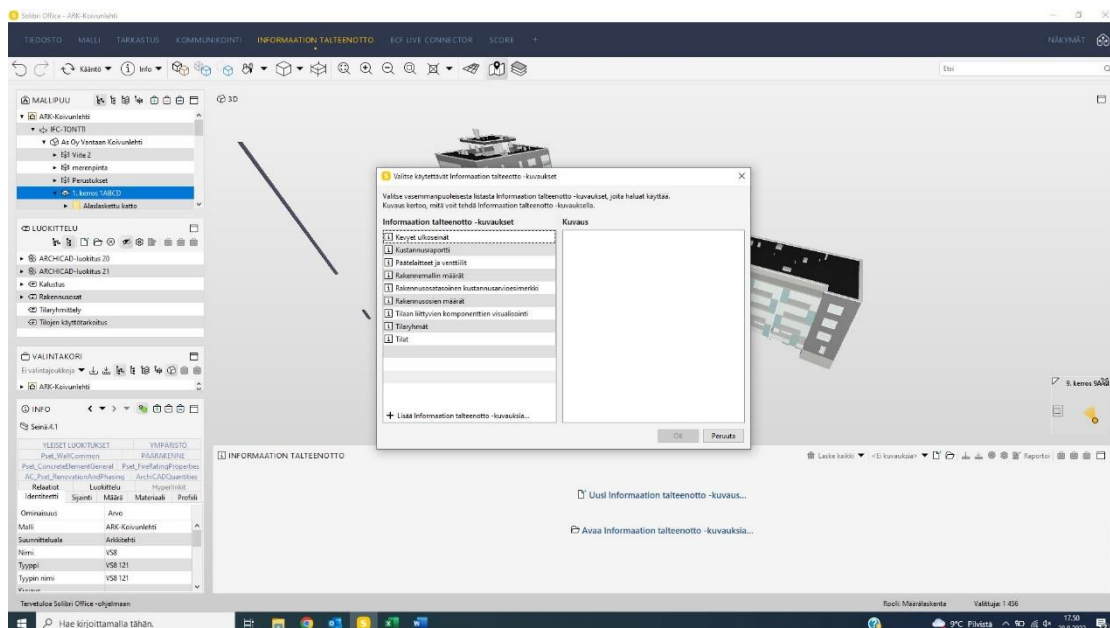 Solibri Office - ARK-Koivunlehti
TIEDOSTO MALLI TARKASTUS KOMMUNIKOINTI INFORMAATION TALTEENOTTO BCF LIVE CONNECTOR SCORE + NÄKYMÄT
Kääntö Info Etsi
MALLIPUU
3D
ARK-Koivunlehti
IFC-TONTTI
As Oy Vantaan Koivunlehti
Viite 2
merenpinta
Perustukset
1. kerros 1ABCD
Alaslaskettu katto
LUOKITTELU
ARCHICAD-luokitus 20
ARCHICAD-luokitus 21
Kalustus
Rakennusosat
Tilaryhmittely
Tilojen käyttötarkoitus
VALINTAKORI
Ei valintajoukkoja
ARK-Koivunlehti
INFO
Seinä.4.1
YLEISET LUOKITUKSET YMPÄRISTÖ
Pset_WallCommon PÄÄRAKENNE
Pset_ConcreteElementGeneral Pset_FireRatingProperties
AC_Pset_RenovationAndPhasing ArchiCADQuantities
Relaatiot Luokittelu Hyperlinkit
Identiteetti Sijainti Määrä Materiaali Profiili
Ominaisuus Arvo
Malli ARK-Koivunlehti
Suunnitteluala Arkkitehti
Nimi VS8
Tyyppi VS8 121
Tyypin nimi VS8 121
Valitse käytettävät Informaation talteenotto -kuvaukset
Valitse vasemmanpuoleisesta listasta Informaation talteenotto -kuvaukset, joita haluat käyttää.
Kuvaus kertoo, mitä voit tehdä Informaation talteenotto -kuvauksella.
Informaation talteenotto -kuvaukset Kuvaus
Kevyet ulkoseinät
Kustannusraportti
Päätelaitteet ja venttiilit
Rakennemallin määrät
Rakennusosatasoinen kustannusarvioesimerkki
Rakennusosien määrät
Tilaan liittyvien komponenttien visualisointi
Tilaryhmät
Tilat
+ Lisää Informaation talteenotto -kuvauksia...
OK Peruuta
9. kerros
INFORMAATION TALTEENOTTO
Laske kaikki <Ei kuvauksia> Raportoi
Uusi Informaation talteenotto -kuvaus...
Avaa Informaation talteenotto -kuvauksia...
Tervetuloa Solibri Office -ohjelmaan
Rooli: Määrälaskenta Valittuja: 1 456
Hae kirjoittamalla tähän.
9°C Pilvistä
17.50